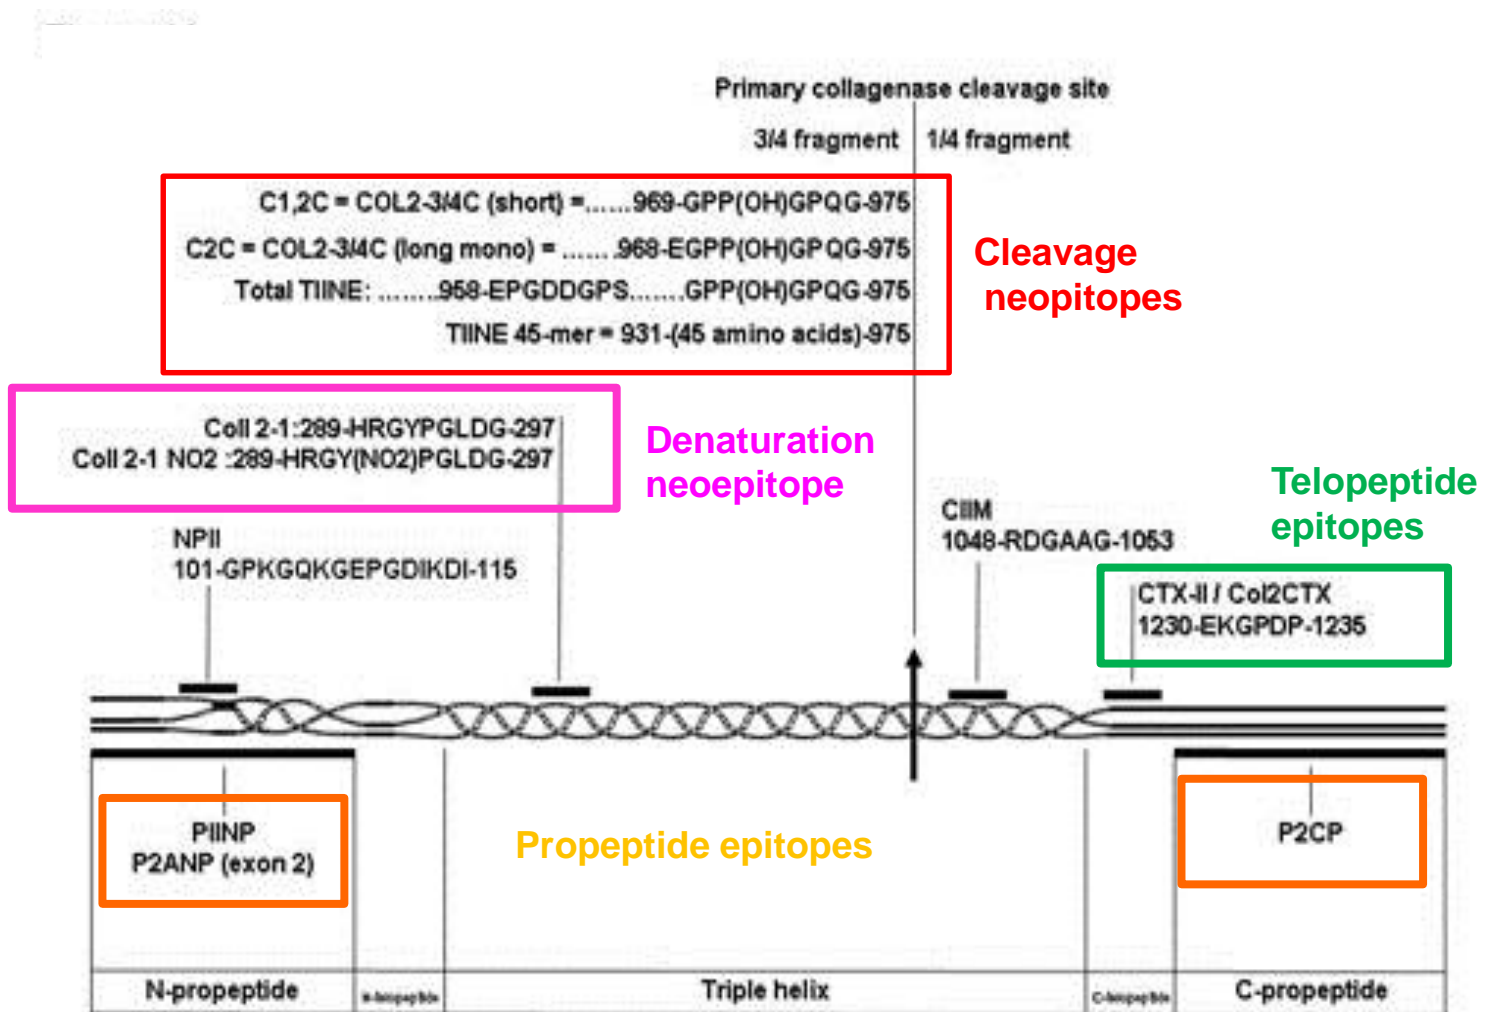 Primary collagenase cleavage site
3/4 fragment 1/4 fragment
C1,2C = COL2-3/4C (short) =......969-GPP(OH)GPQG-975
C2C = COL2-3/4C (long mono) = .......968-EGPP(OH)GPQG-975
Total TIINE: ........958-EPGDDGPS.......GPP(OH)GPQG-975
TIINE 45-mer = 931-(45 amino acids)-975
Cleavage
neopitopes
Coll 2-1:289-HRGYPGLDG-297
Coll 2-1 NO2 :289-HRGY(NO2)PGLDG-297
Denaturation
neoepitope
Telopeptide
epitopes
NPII
101-GPKGQKGEPGDIKDI-115
CIIM
1048-RDGAAG-1053
CTX-II / Col2CTX
1230-EKGPDP-1235
PIINP
P2ANP (exon 2)
Propeptide epitopes
P2CP
N-propeptide
N-telopeptide
Triple helix
C-telopeptide
C-propeptide